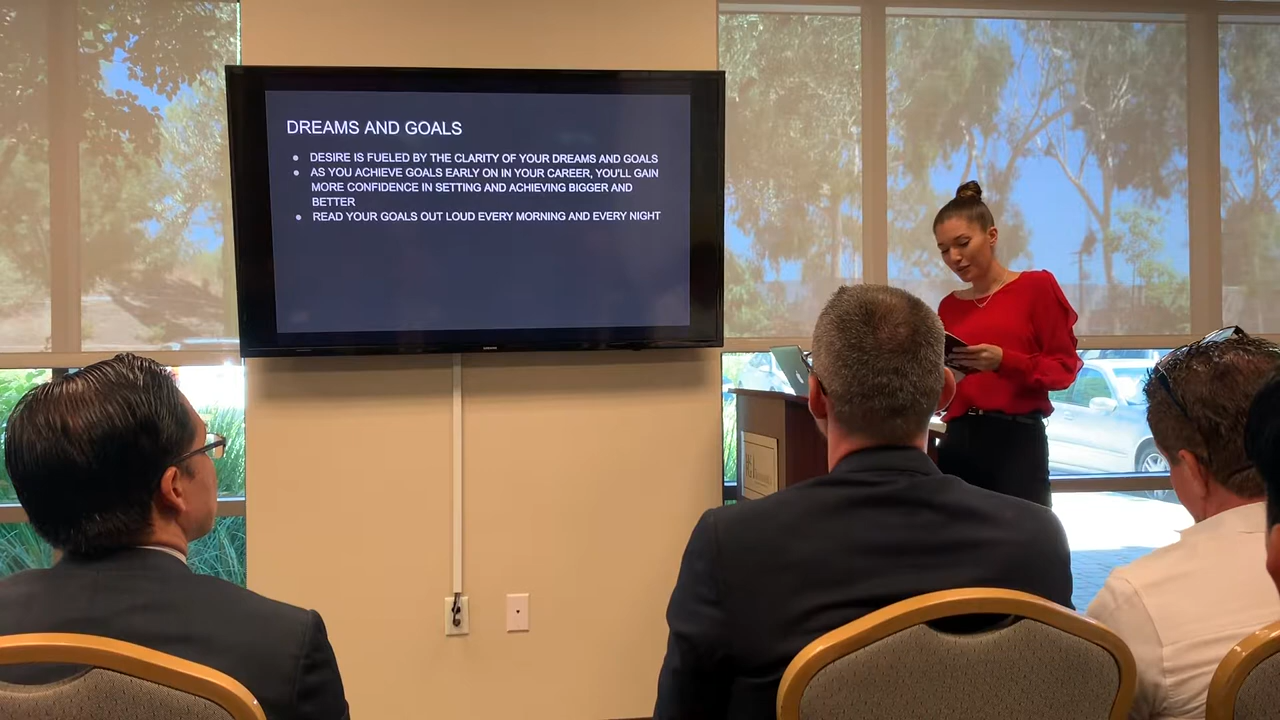 DREAMS AND GOALS
● DESIRE IS FUELED BY THE CLARITY OF YOUR DREAMS AND GOALS
● AS YOU ACHIEVE GOALS EARLY ON IN YOUR CAREER, YOU'LL GAIN
MORE CONFIDENCE IN SETTING AND ACHIEVING BIGGER AND
BETTER
● READ YOUR GOALS OUT LOUD EVERY MORNING AND EVERY NIGHT
SAMSUNG